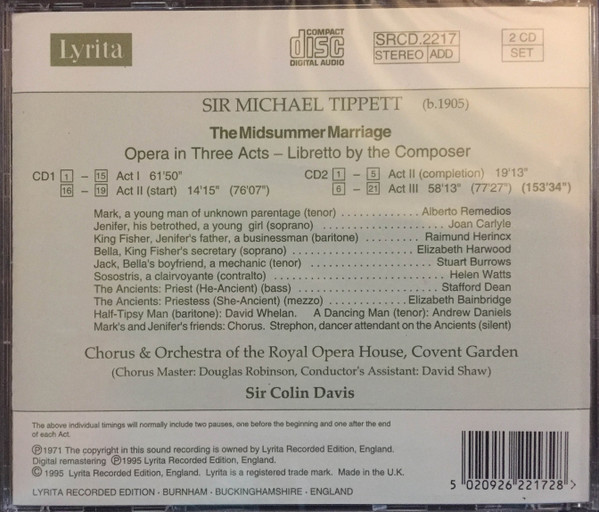 Lyrita
COMPACT
disc
DIGITAL AUDIO
SRCD.2217
STEREO ADD
2 CD
SET
SIR MICHAEL TIPPETT (b.1905)
The Midsummer Marriage
Opera in Three Acts – Libretto by the Composer
CD1 1 – 15 Act I 61'50"
16 – 19 Act II (start) 14'15" (76'07")
CD2 1 – 5 Act II (completion) 19'13"
6 – 21 Act III 58'13" (77'27") (153'34")
Mark, a young man of unknown parentage (tenor) . . . . . . . . . . . . Alberto Remedios
Jenifer, his betrothed, a young girl (soprano) . . . . . . . . . . . . . . . . . . . . Joan Carlyle
King Fisher, Jenifer's father, a businessman (baritone) . . . . . . . . Raimund Herincx
Bella, King Fisher's secretary (soprano) . . . . . . . . . . . . . . . . . . . Elizabeth Harwood
Jack, Bella's boyfriend, a mechanic (tenor) . . . . . . . . . . . . . . . . . . . . Stuart Burrows
Sosostris, a clairvoyante (contralto) . . . . . . . . . . . . . . . . . . . . . . . . . . . Helen Watts
The Ancients: Priest (He-Ancient) (bass) . . . . . . . . . . . . . . . . . . . . . . Stafford Dean
The Ancients: Priestess (She-Ancient) (mezzo) . . . . . . . . . . . . Elizabeth Bainbridge
Half-Tipsy Man (baritone): David Whelan. A Dancing Man (tenor): Andrew Daniels
Mark's and Jenifer's friends: Chorus. Strephon, dancer attendant on the Ancients (silent)
Chorus & Orchestra of the Royal Opera House, Covent Garden
(Chorus Master: Douglas Robinson, Conductor's Assistant: David Shaw)
Sir Colin Davis
The above individual timings will normally include two pauses, one before the beginning and one after the end
of each Act.
℗1971 The copyright in this sound recording is owned by Lyrita Recorded Edition, England.
Digital remastering ℗1995 Lyrita Recorded Edition, England.
© 1995 Lyrita Recorded Edition, England. Lyrita is a registered trade mark. Made in the U.K.
LYRITA RECORDED EDITION · BURNHAM · BUCKINGHAMSHIRE · ENGLAND
5 020926 221728 >